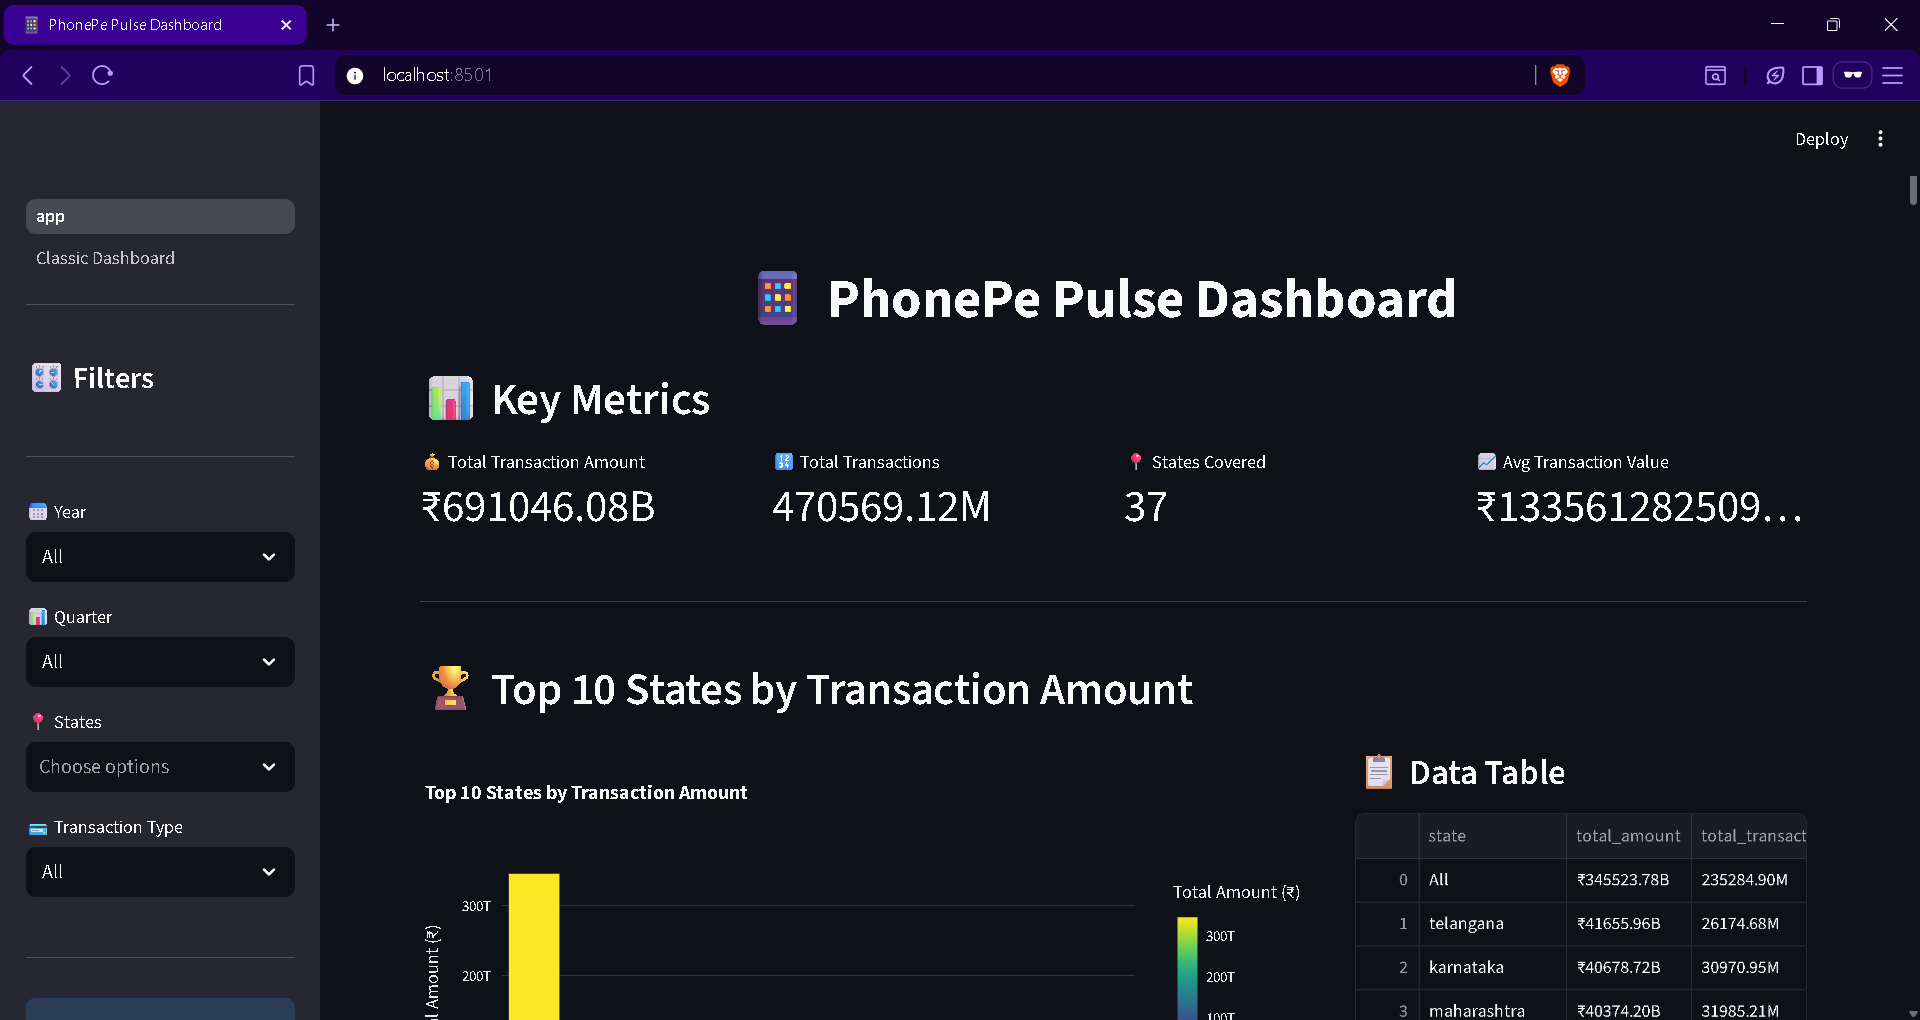 PhonePe Pulse Dashboard
localhost:8501
Deploy
app
Classic Dashboard
Filters
Year
All
Quarter
All
States
Choose options
Transaction Type
All
PhonePe Pulse Dashboard
Key Metrics
Total Transaction Amount
₹691046.08B
Total Transactions
470569.12M
States Covered
37
Avg Transaction Value
₹133561282509...
Top 10 States by Transaction Amount
Top 10 States by Transaction Amount
300T
200T
l Amount (₹)
Total Amount (₹)
300T
200T
100T
Data Table
state total_amount total_transact
0 All ₹345523.78B 235284.90M
1 telangana ₹41655.96B 26174.68M
2 karnataka ₹40678.72B 30970.95M
3 maharashtra ₹40374.20B 31985.21M